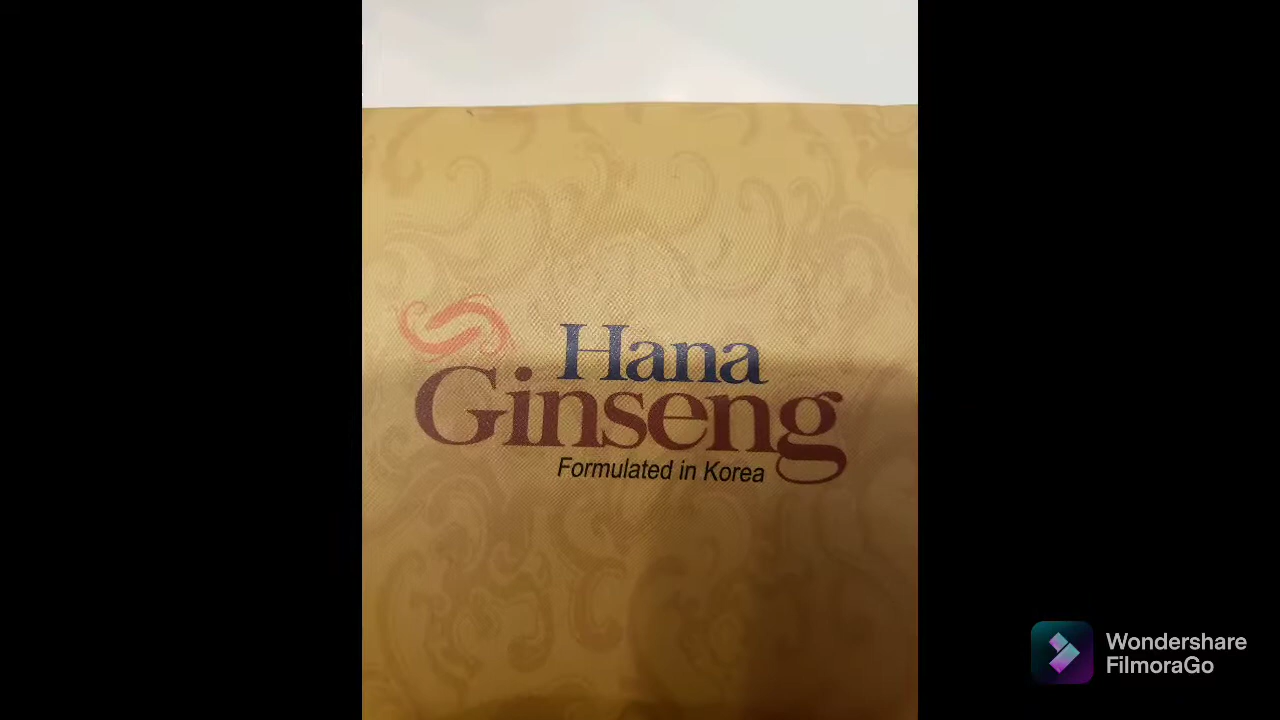 Hana
Ginseng
Formulated in Korea
Wondershare
FilmoraGo